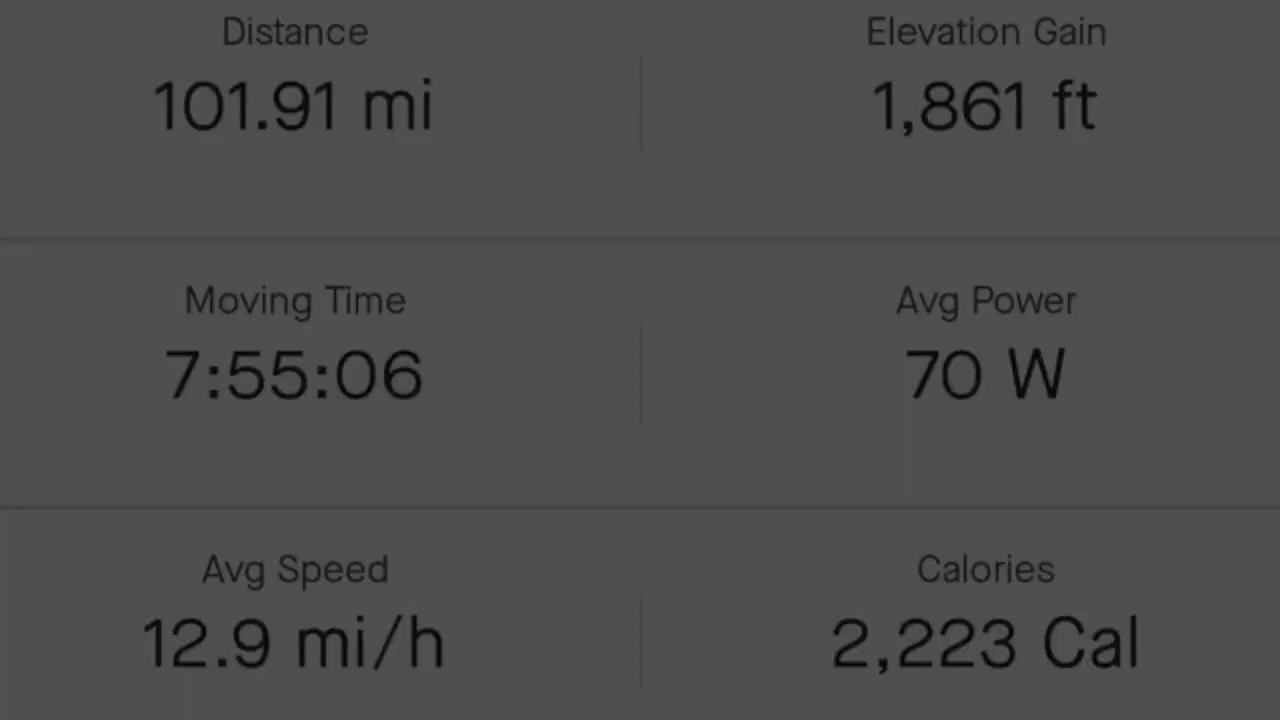 Distance
101.91 mi
Elevation Gain
1,861 ft
Moving Time
7:55:06
Avg Power
70 W
Avg Speed
12.9 mi/h
Calories
2,223 Cal